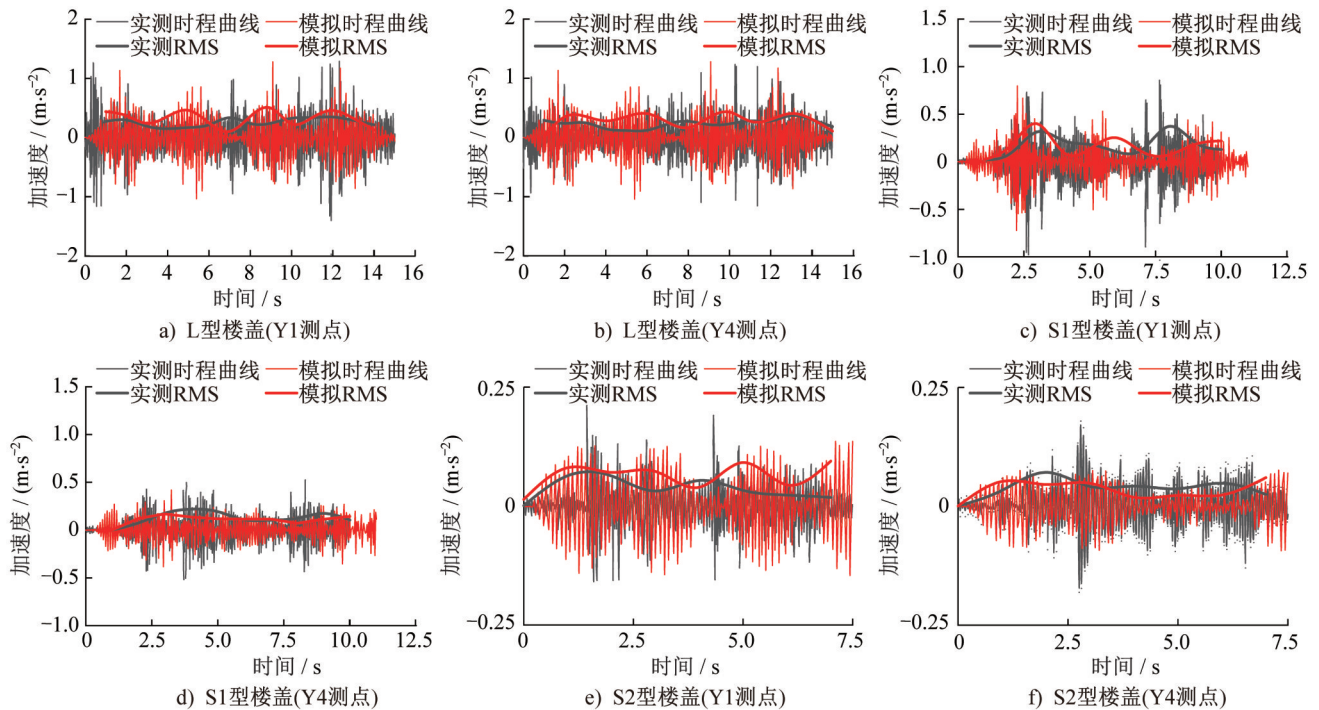 实测时程曲线 模拟时程曲线
实测RMS 模拟RMS
2
1
0
−1
−2
加速度 / (m·s⁻²)
0 2 4 6 8 10 12 14 16
时间 / s
a) L型楼盖(Y1测点)
实测时程曲线 模拟时程曲线
实测RMS 模拟RMS
2
1
0
−1
−2
加速度 / (m·s⁻²)
0 2 4 6 8 10 12 14 16
时间 / s
b) L型楼盖(Y4测点)
实测时程曲线 模拟时程曲线
实测RMS 模拟RMS
1.5
1.0
0.5
0
−0.5
−1.0
加速度 / (m·s⁻²)
0 2.5 5.0 7.5 10.0 12.5
时间 / s
c) S1型楼盖(Y1测点)
实测时程曲线 模拟时程曲线
实测RMS 模拟RMS
1.5
1.0
0.5
0
−0.5
−1.0
加速度 / (m·s⁻²)
0 2.5 5.0 7.5 10.0 12.5
时间 / s
d) S1型楼盖(Y4测点)
实测时程曲线 模拟时程曲线
实测RMS 模拟RMS
0.25
0
−0.25
加速度 / (m·s⁻²)
0 2.5 5.0 7.5
时间 / s
e) S2型楼盖(Y1测点)
实测时程曲线 模拟时程曲线
实测RMS 模拟RMS
0.25
0
−0.25
加速度 / (m·s⁻²)
0 2.5 5.0 7.5
时间 / s
f) S2型楼盖(Y4测点)